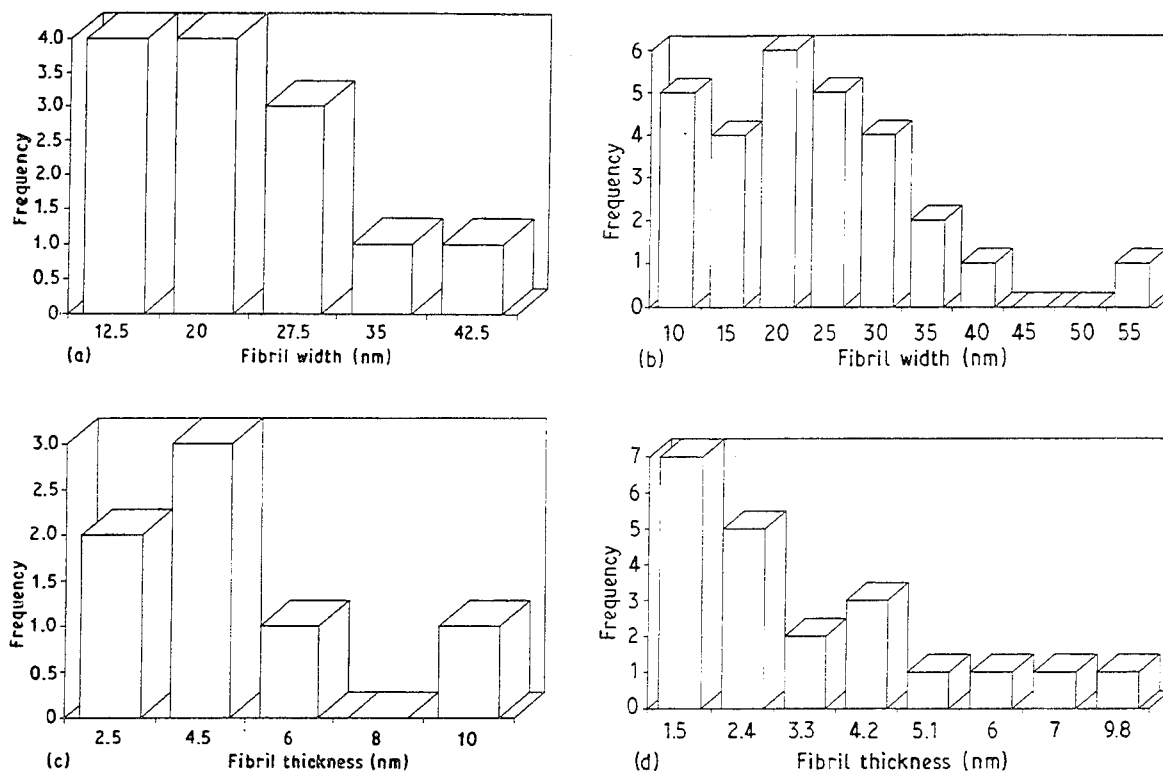 4.0
3.5
3.0
2.5
2.0
1.5
1.0
0.5
0
Frequency
12.5 20 27.5 35 42.5
(a) Fibril width (nm)
6
5
4
3
2
1
0
Frequency
10 15 20 25 30 35 40 45 50 55
(b) Fibril width (nm)
3.0
2.5
2.0
1.5
1.0
0.5
0
Frequency
2.5 4.5 6 8 10
(c) Fibril thickness (nm)
7
6
5
4
3
2
1
0
Frequency
1.5 2.4 3.3 4.2 5.1 6 7 9.8
(d) Fibril thickness (nm)